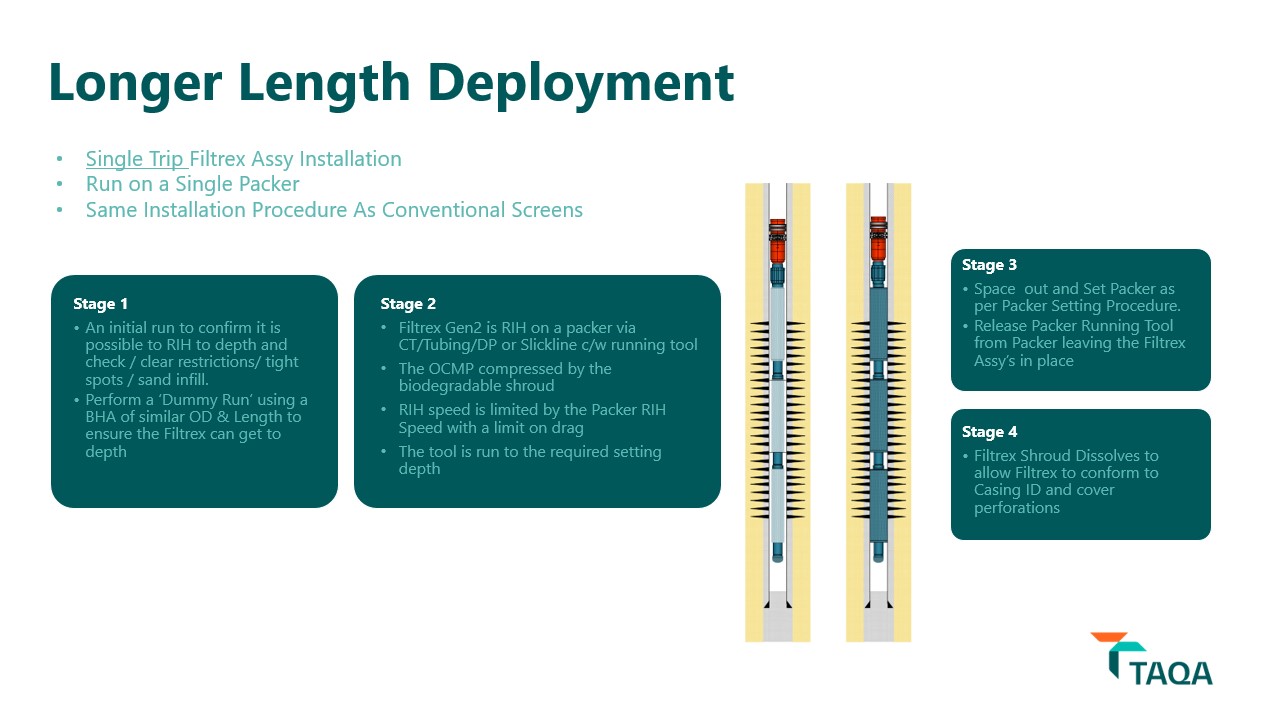 Longer Length Deployment
• Single Trip Filtrex Assy Installation
• Run on a Single Packer
• Same Installation Procedure As Conventional Screens
Stage 1
• An initial run to confirm it is
possible to RIH to depth and
check / clear restrictions/ tight
spots / sand infill.
• Perform a ‘Dummy Run’ using a
BHA of similar OD & Length to
ensure the Filtrex can get to
depth
Stage 2
• Filtrex Gen2 is RIH on a packer via
CT/Tubing/DP or Slickline c/w running tool
• The OCMP compressed by the
biodegradable shroud
• RIH speed is limited by the Packer RIH
Speed with a limit on drag
• The tool is run to the required setting
depth
Stage 3
• Space  out and Set Packer as
per Packer Setting Procedure.
• Release Packer Running Tool
from Packer leaving the Filtrex
Assy’s in place
Stage 4
• Filtrex Shroud Dissolves to
allow Filtrex to conform to
Casing ID and cover
perforations
TAQA